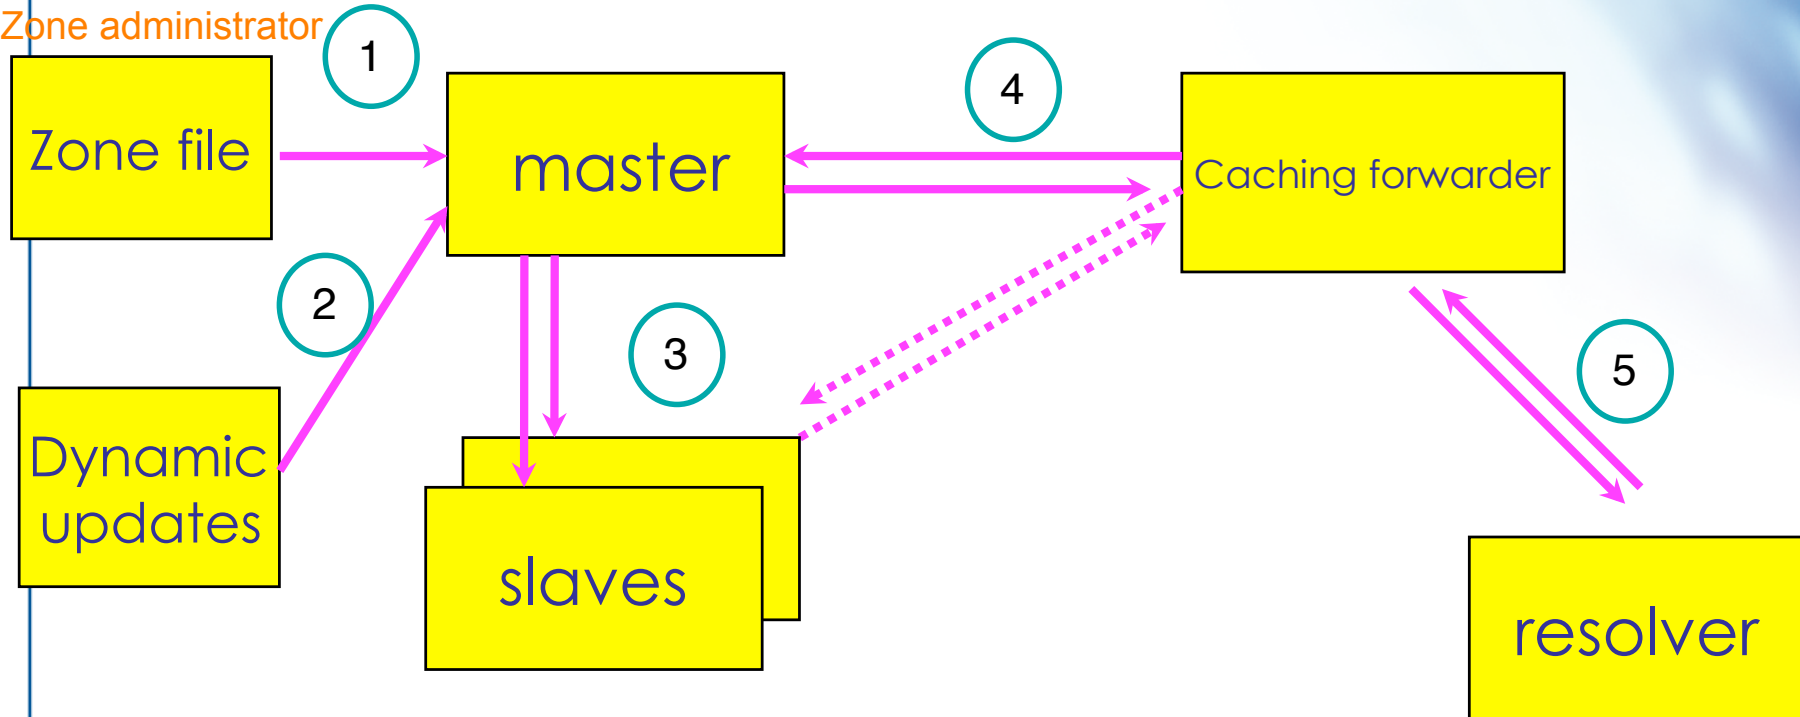 Zone administrator
1
4
Zone file
master
Caching forwarder
2
3
5
Dynamic
updates
slaves
resolver